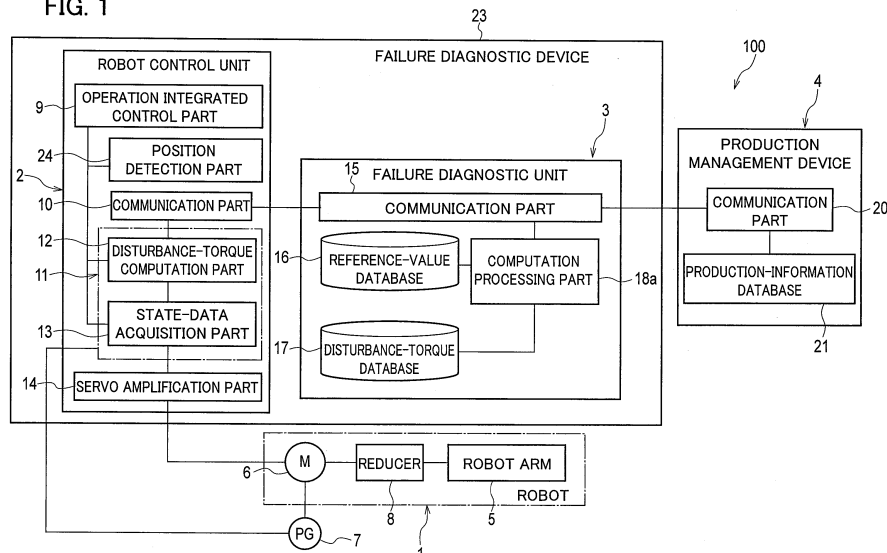 FIG. 1
23
FAILURE DIAGNOSTIC DEVICE
100
ROBOT CONTROL UNIT
9
OPERATION INTEGRATED
CONTROL PART
24
POSITION
DETECTION PART
2
10
COMMUNICATION PART
12
DISTURBANCE-TORQUE
COMPUTATION PART
11
13
STATE-DATA
ACQUISITION PART
14
SERVO AMPLIFICATION PART
3
FAILURE DIAGNOSTIC UNIT
15
COMMUNICATION PART
16
REFERENCE-VALUE
DATABASE
COMPUTATION
PROCESSING PART
18a
17
DISTURBANCE-TORQUE
DATABASE
4
PRODUCTION
MANAGEMENT DEVICE
COMMUNICATION
PART
20
PRODUCTION-INFORMATION
DATABASE
21
M
6
REDUCER
8
ROBOT ARM
5
ROBOT
PG
7
1